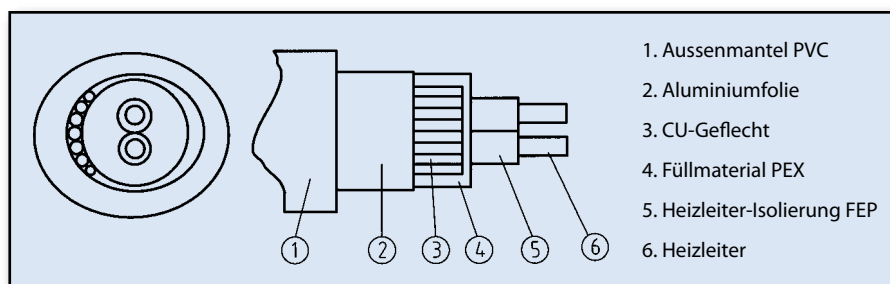 1. Aussenmantel PVC
2. Aluminiumfolie
3. CU-Geflecht
4. Füllmaterial PEX
5. Heizleiter-Isolierung FEP
6. Heizleiter
1 2 3 4 5 6